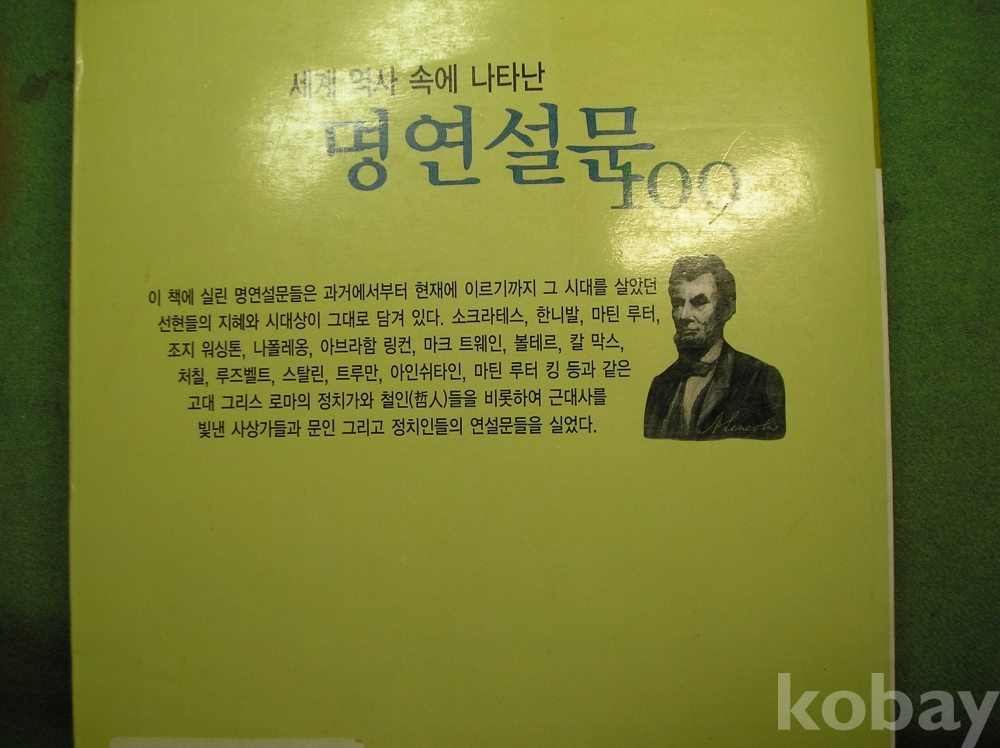 세계 역사 속에 나타난
명연설문
100
이 책에 실린 명연설문들은 과거에서부터 현재에 이르기까지 그 시대를 살았던
선현들의 지혜와 시대상이 그대로 담겨 있다. 소크라테스, 한니발, 마틴 루터,
조지 워싱톤, 나폴레옹, 아브라함 링컨, 마크 트웨인, 볼테르, 칼 막스,
처칠, 루즈벨트, 스탈린, 트루만, 아인쉬타인, 마틴 루터 킹 등과 같은
고대 그리스 로마의 정치가와 철인(哲人)들을 비롯하여 근대사를
빛낸 사상가들과 문인 그리고 정치인들의 연설문들을 실었다.
A Lincoln
kobay